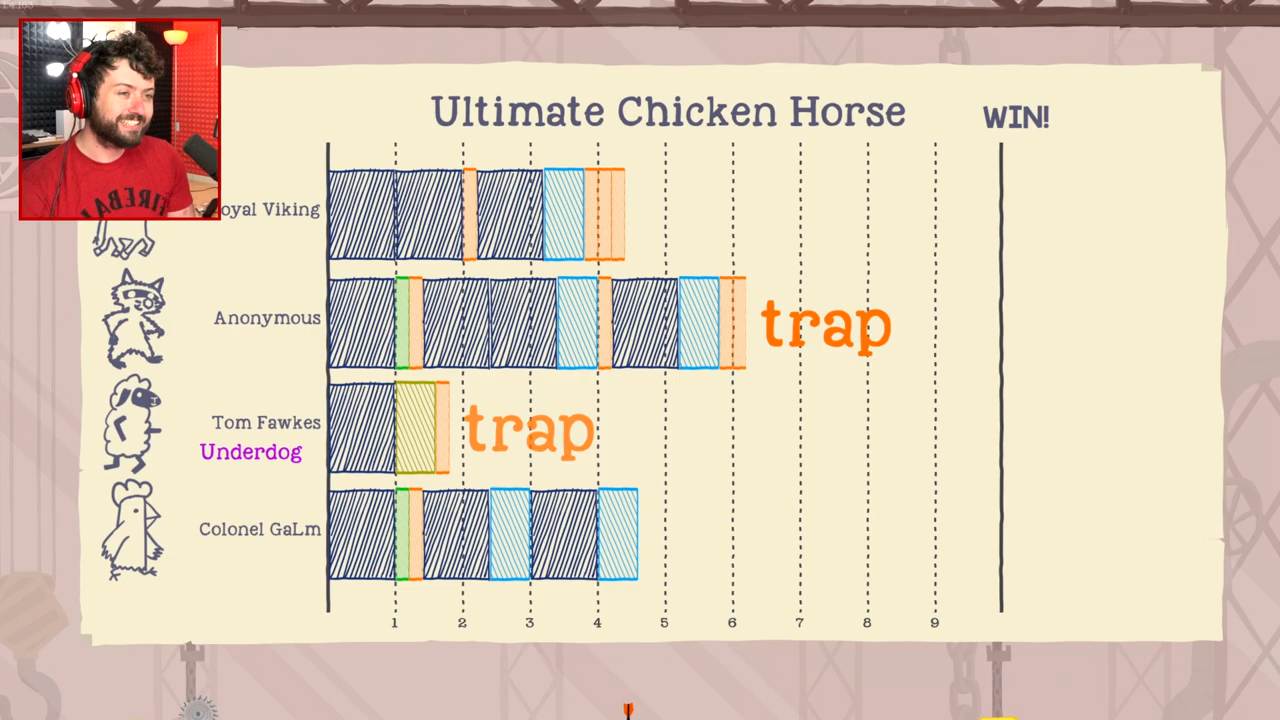 Ultimate Chicken Horse
WIN!
oyal Viking
Anonymous
trap
Tom Fawkes
Underdog
trap
Colonel GaLm
1 2 3 4 5 6 7 8 9